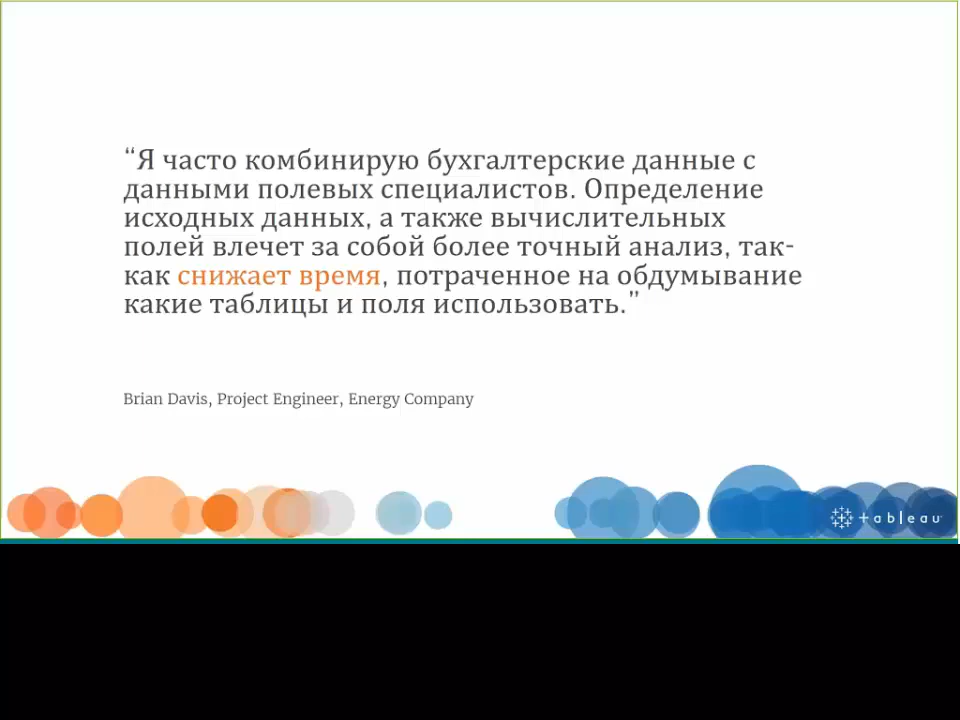 “Я часто комбинирую бухгалтерские данные с
данными полевых специалистов. Определение
исходных данных, а также вычислительных
полей влечет за собой более точный анализ, так-
как снижает время, потраченное на обдумывание
какие таблицы и поля использовать.”
Brian Davis, Project Engineer, Energy Company
+ableau